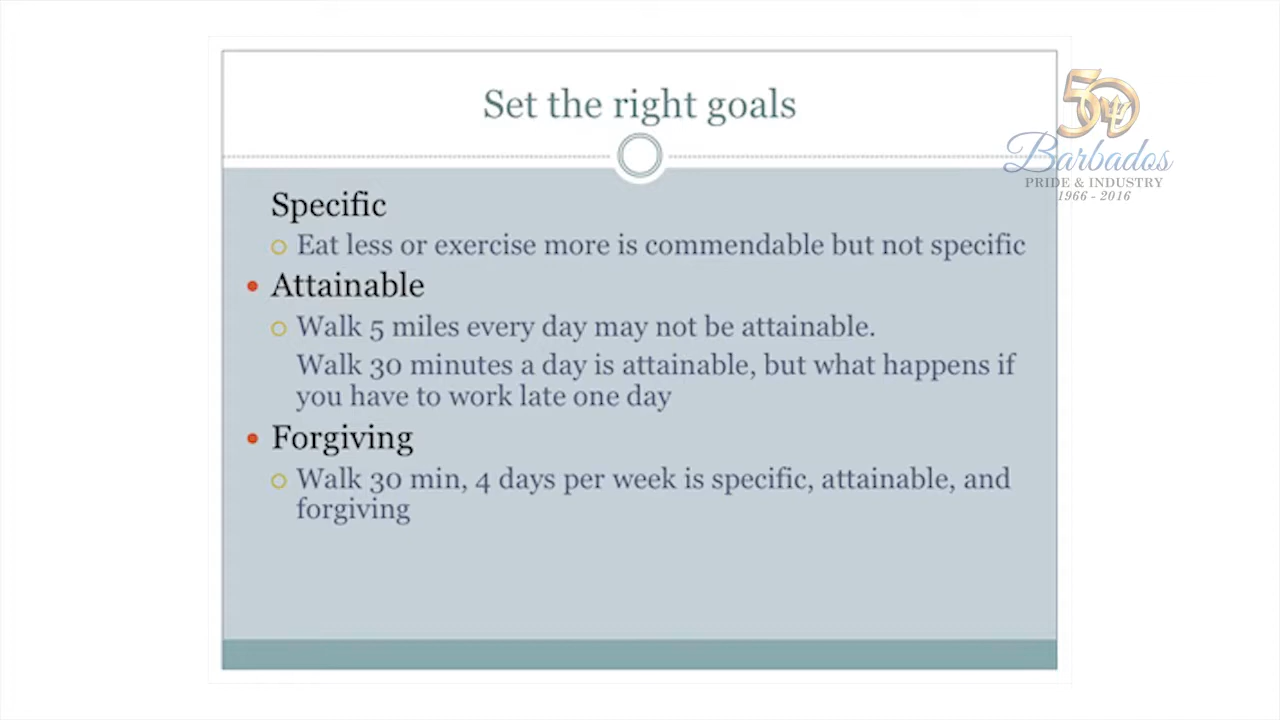 Set the right goals
50
Barbados
PRIDE & INDUSTRY
1966 - 2016
Specific
Eat less or exercise more is commendable but not specific
Attainable
Walk 5 miles every day may not be attainable.
Walk 30 minutes a day is attainable, but what happens if
you have to work late one day
Forgiving
Walk 30 min, 4 days per week is specific, attainable, and
forgiving